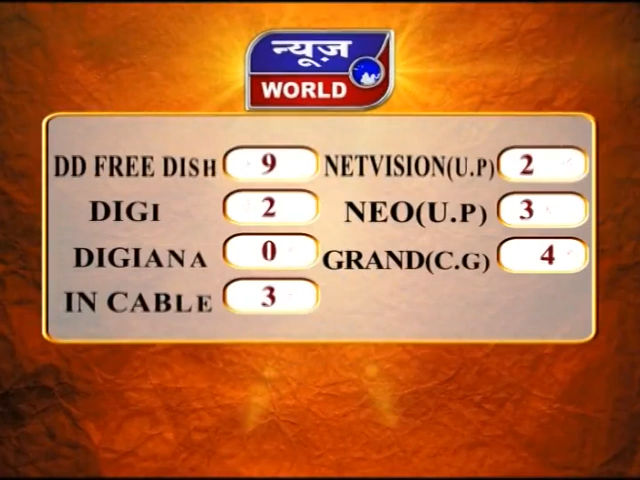 न्यूज़
WORLD
DD FREE DISH 9 NETVISION(U.P) 2
DIGI 2 NEO(U.P) 3
DIGIANA 0 GRAND(C.G) 4
IN CABLE 3